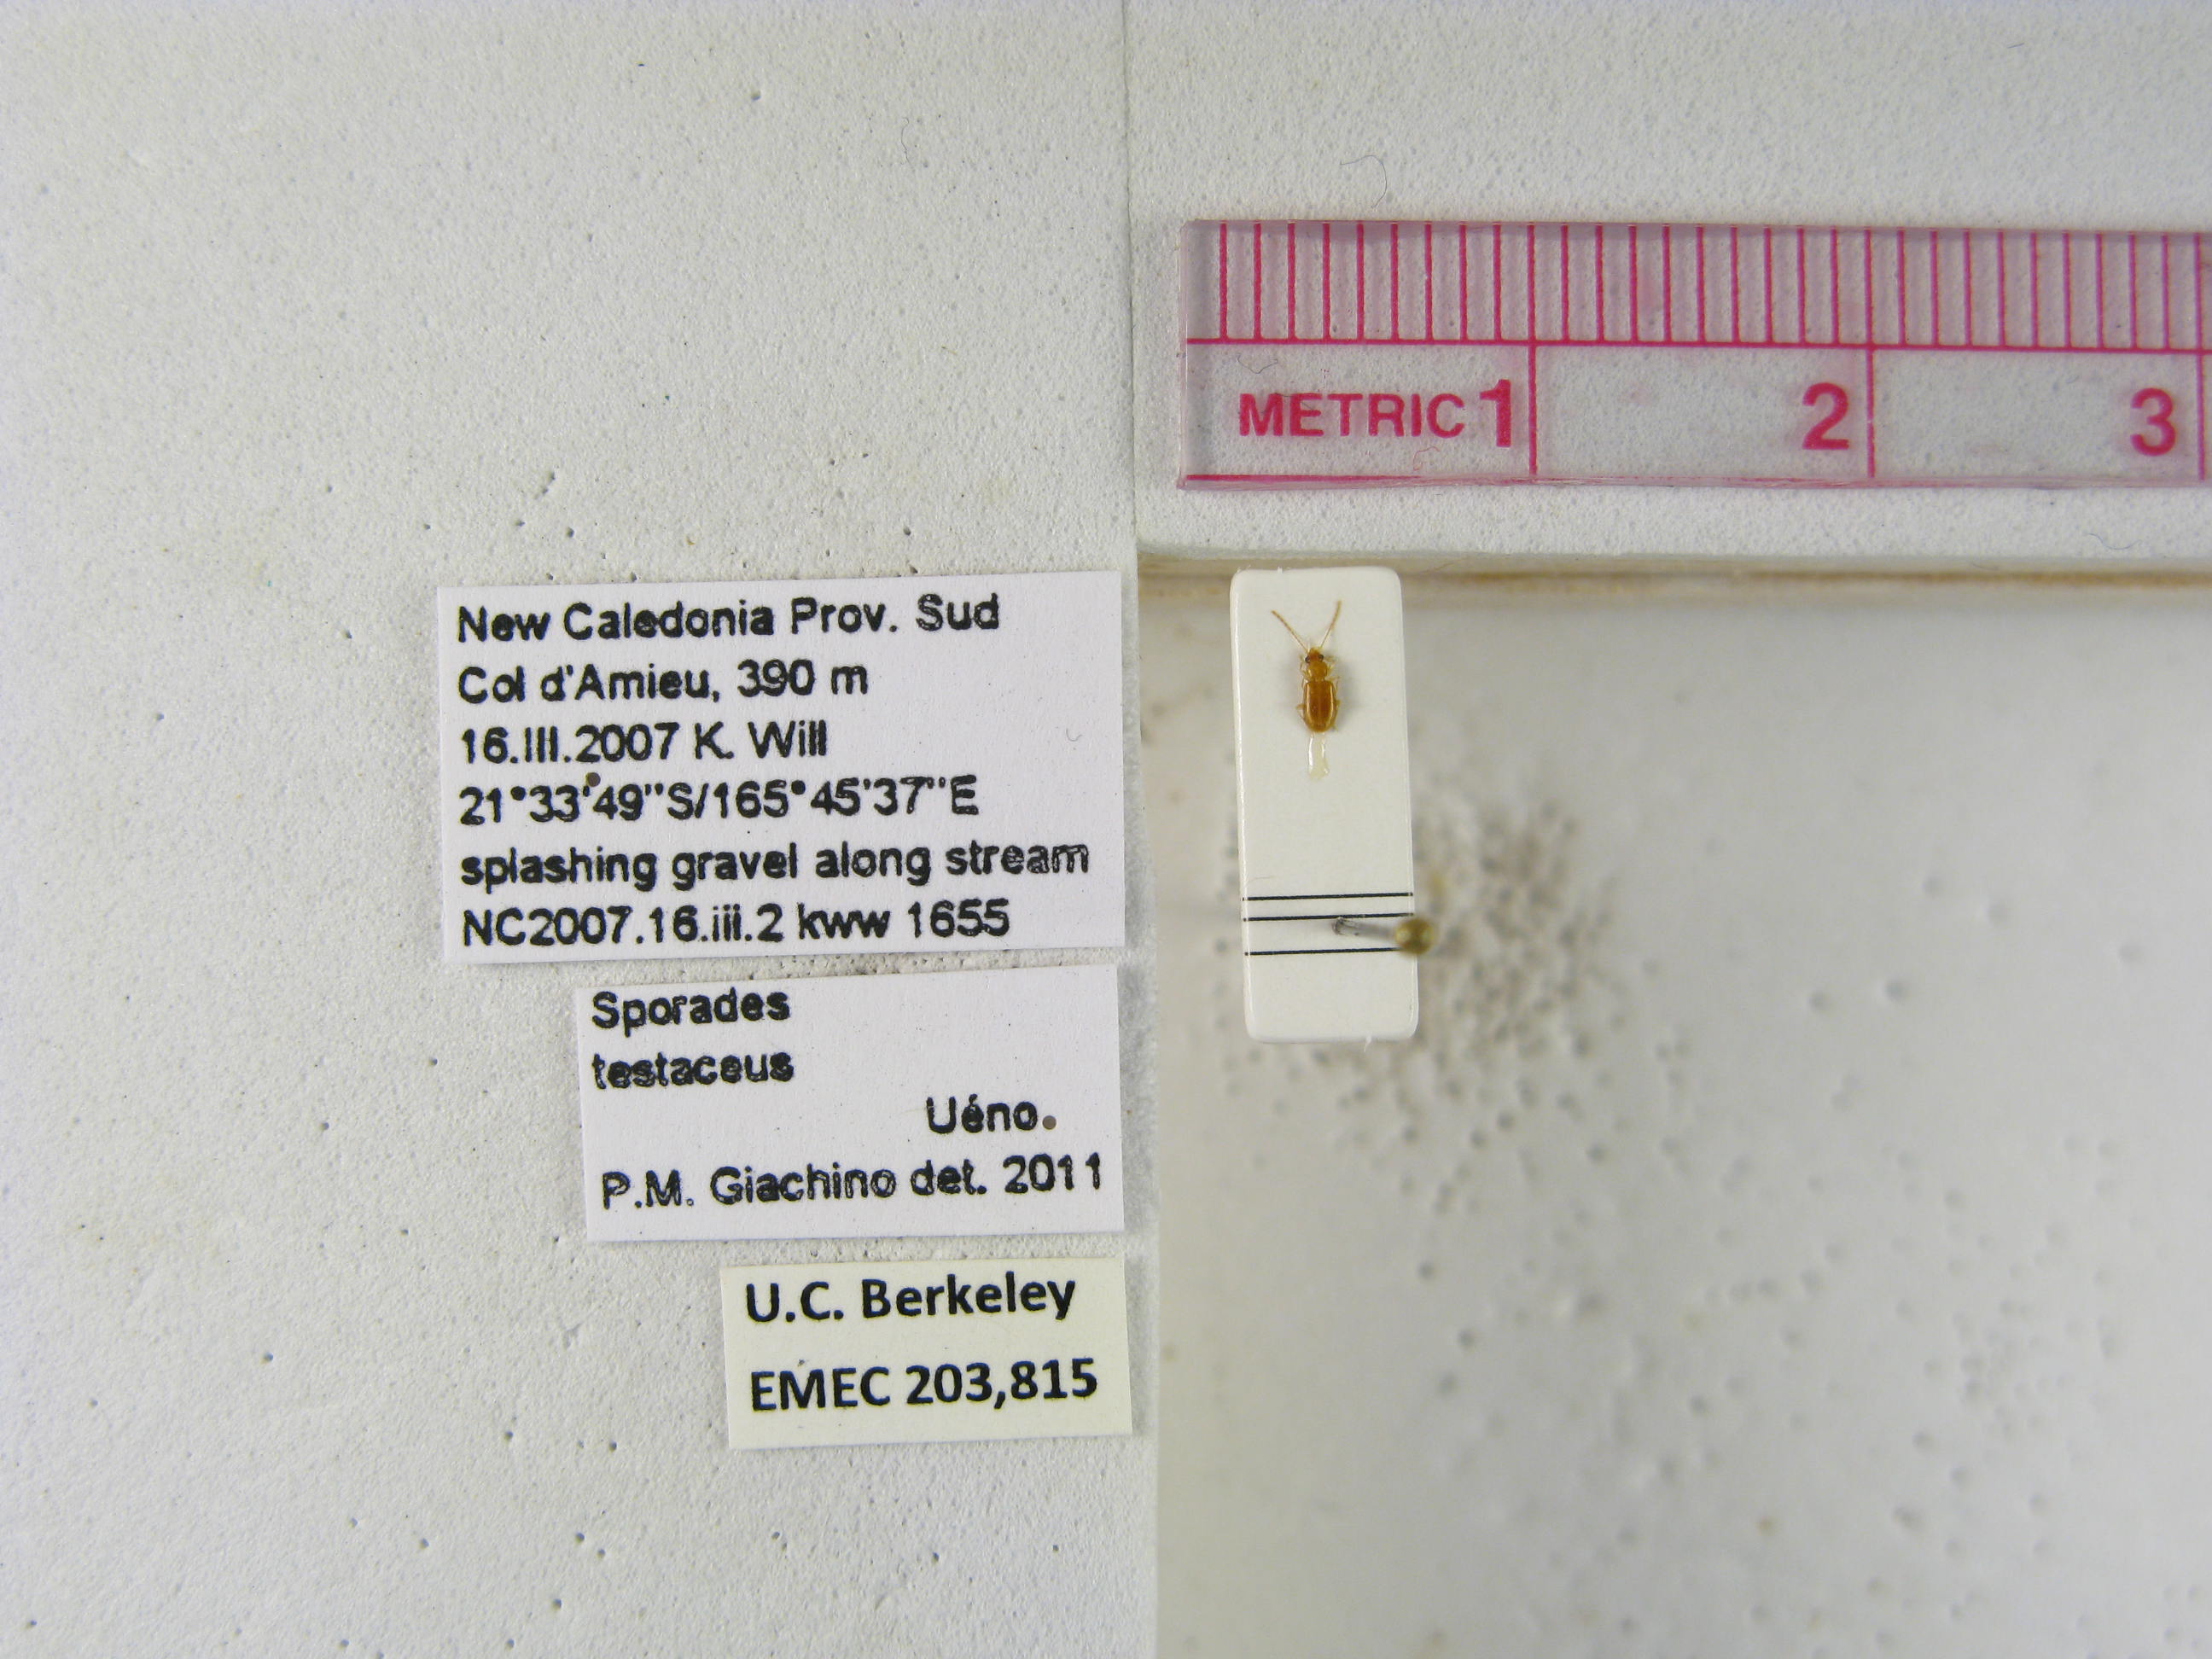 METRIC 1 2 3
New Caledonia Prov. Sud
Col d'Amieu, 390 m
16.III.2007 K. Will
21°33'49"S/165°45'37"E
splashing gravel along stream
NC2007.16.iii.2 kww 1655
Sporades
testaceus
Uéno.
P.M. Giachino det. 2011
U.C. Berkeley
EMEC 203,815